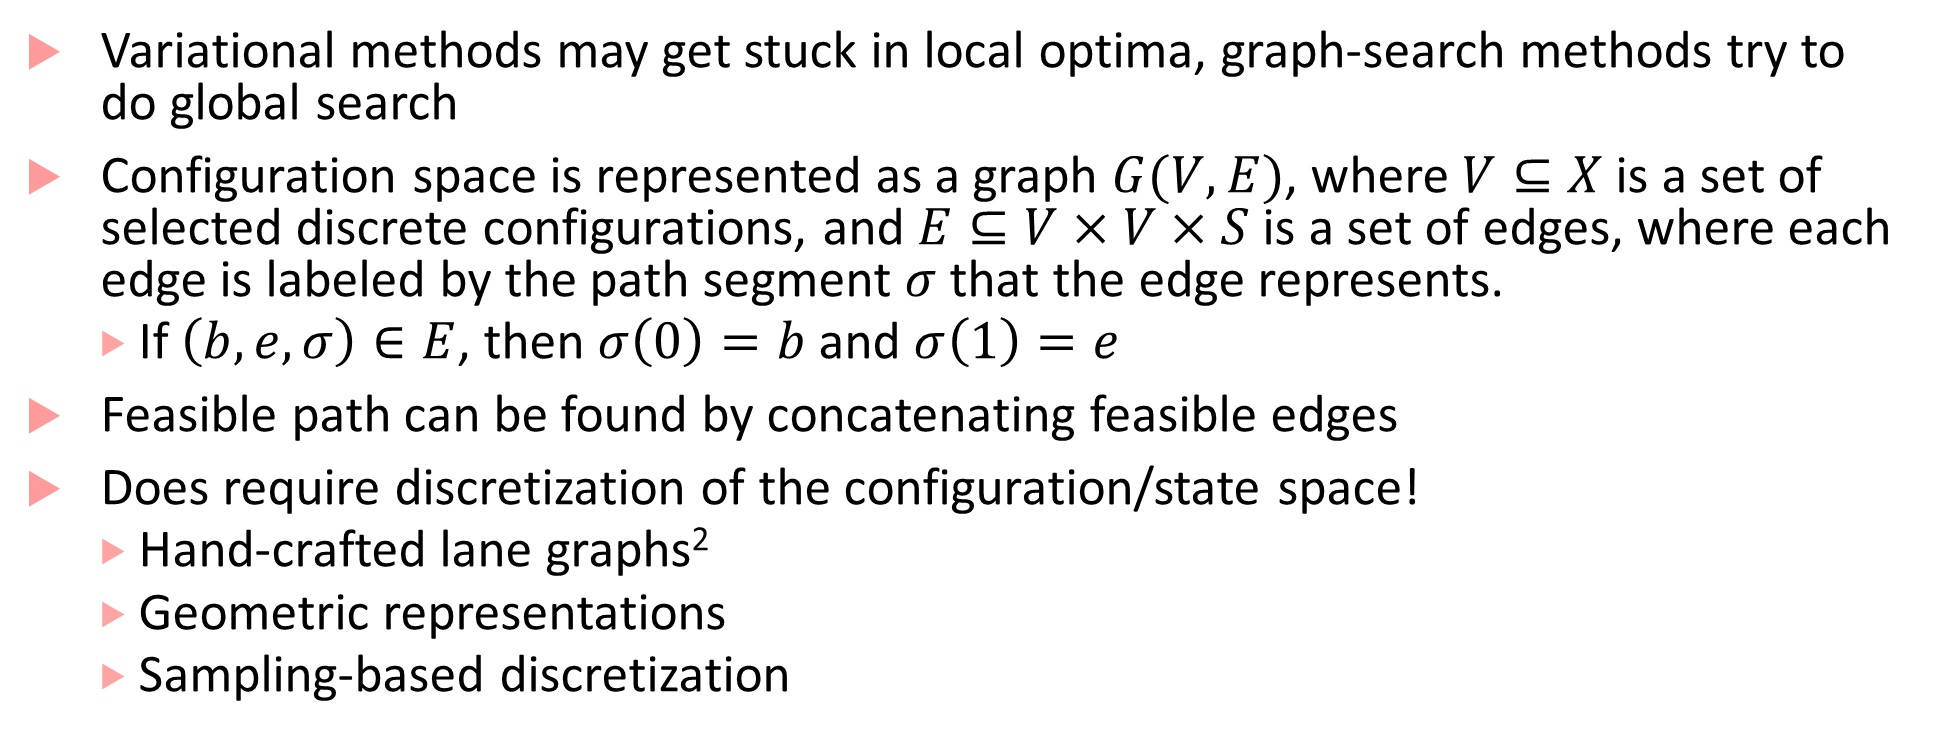 Variational methods may get stuck in local optima, graph-search methods try to
do global search
Configuration space is represented as a graph G(V, E), where V ⊆ X is a set of
selected discrete configurations, and E ⊆ V × V × S is a set of edges, where each
edge is labeled by the path segment σ that the edge represents.
If (b, e, σ) ∈ E, then σ(0) = b and σ(1) = e
Feasible path can be found by concatenating feasible edges
Does require discretization of the configuration/state space!
Hand-crafted lane graphs²
Geometric representations
Sampling-based discretization